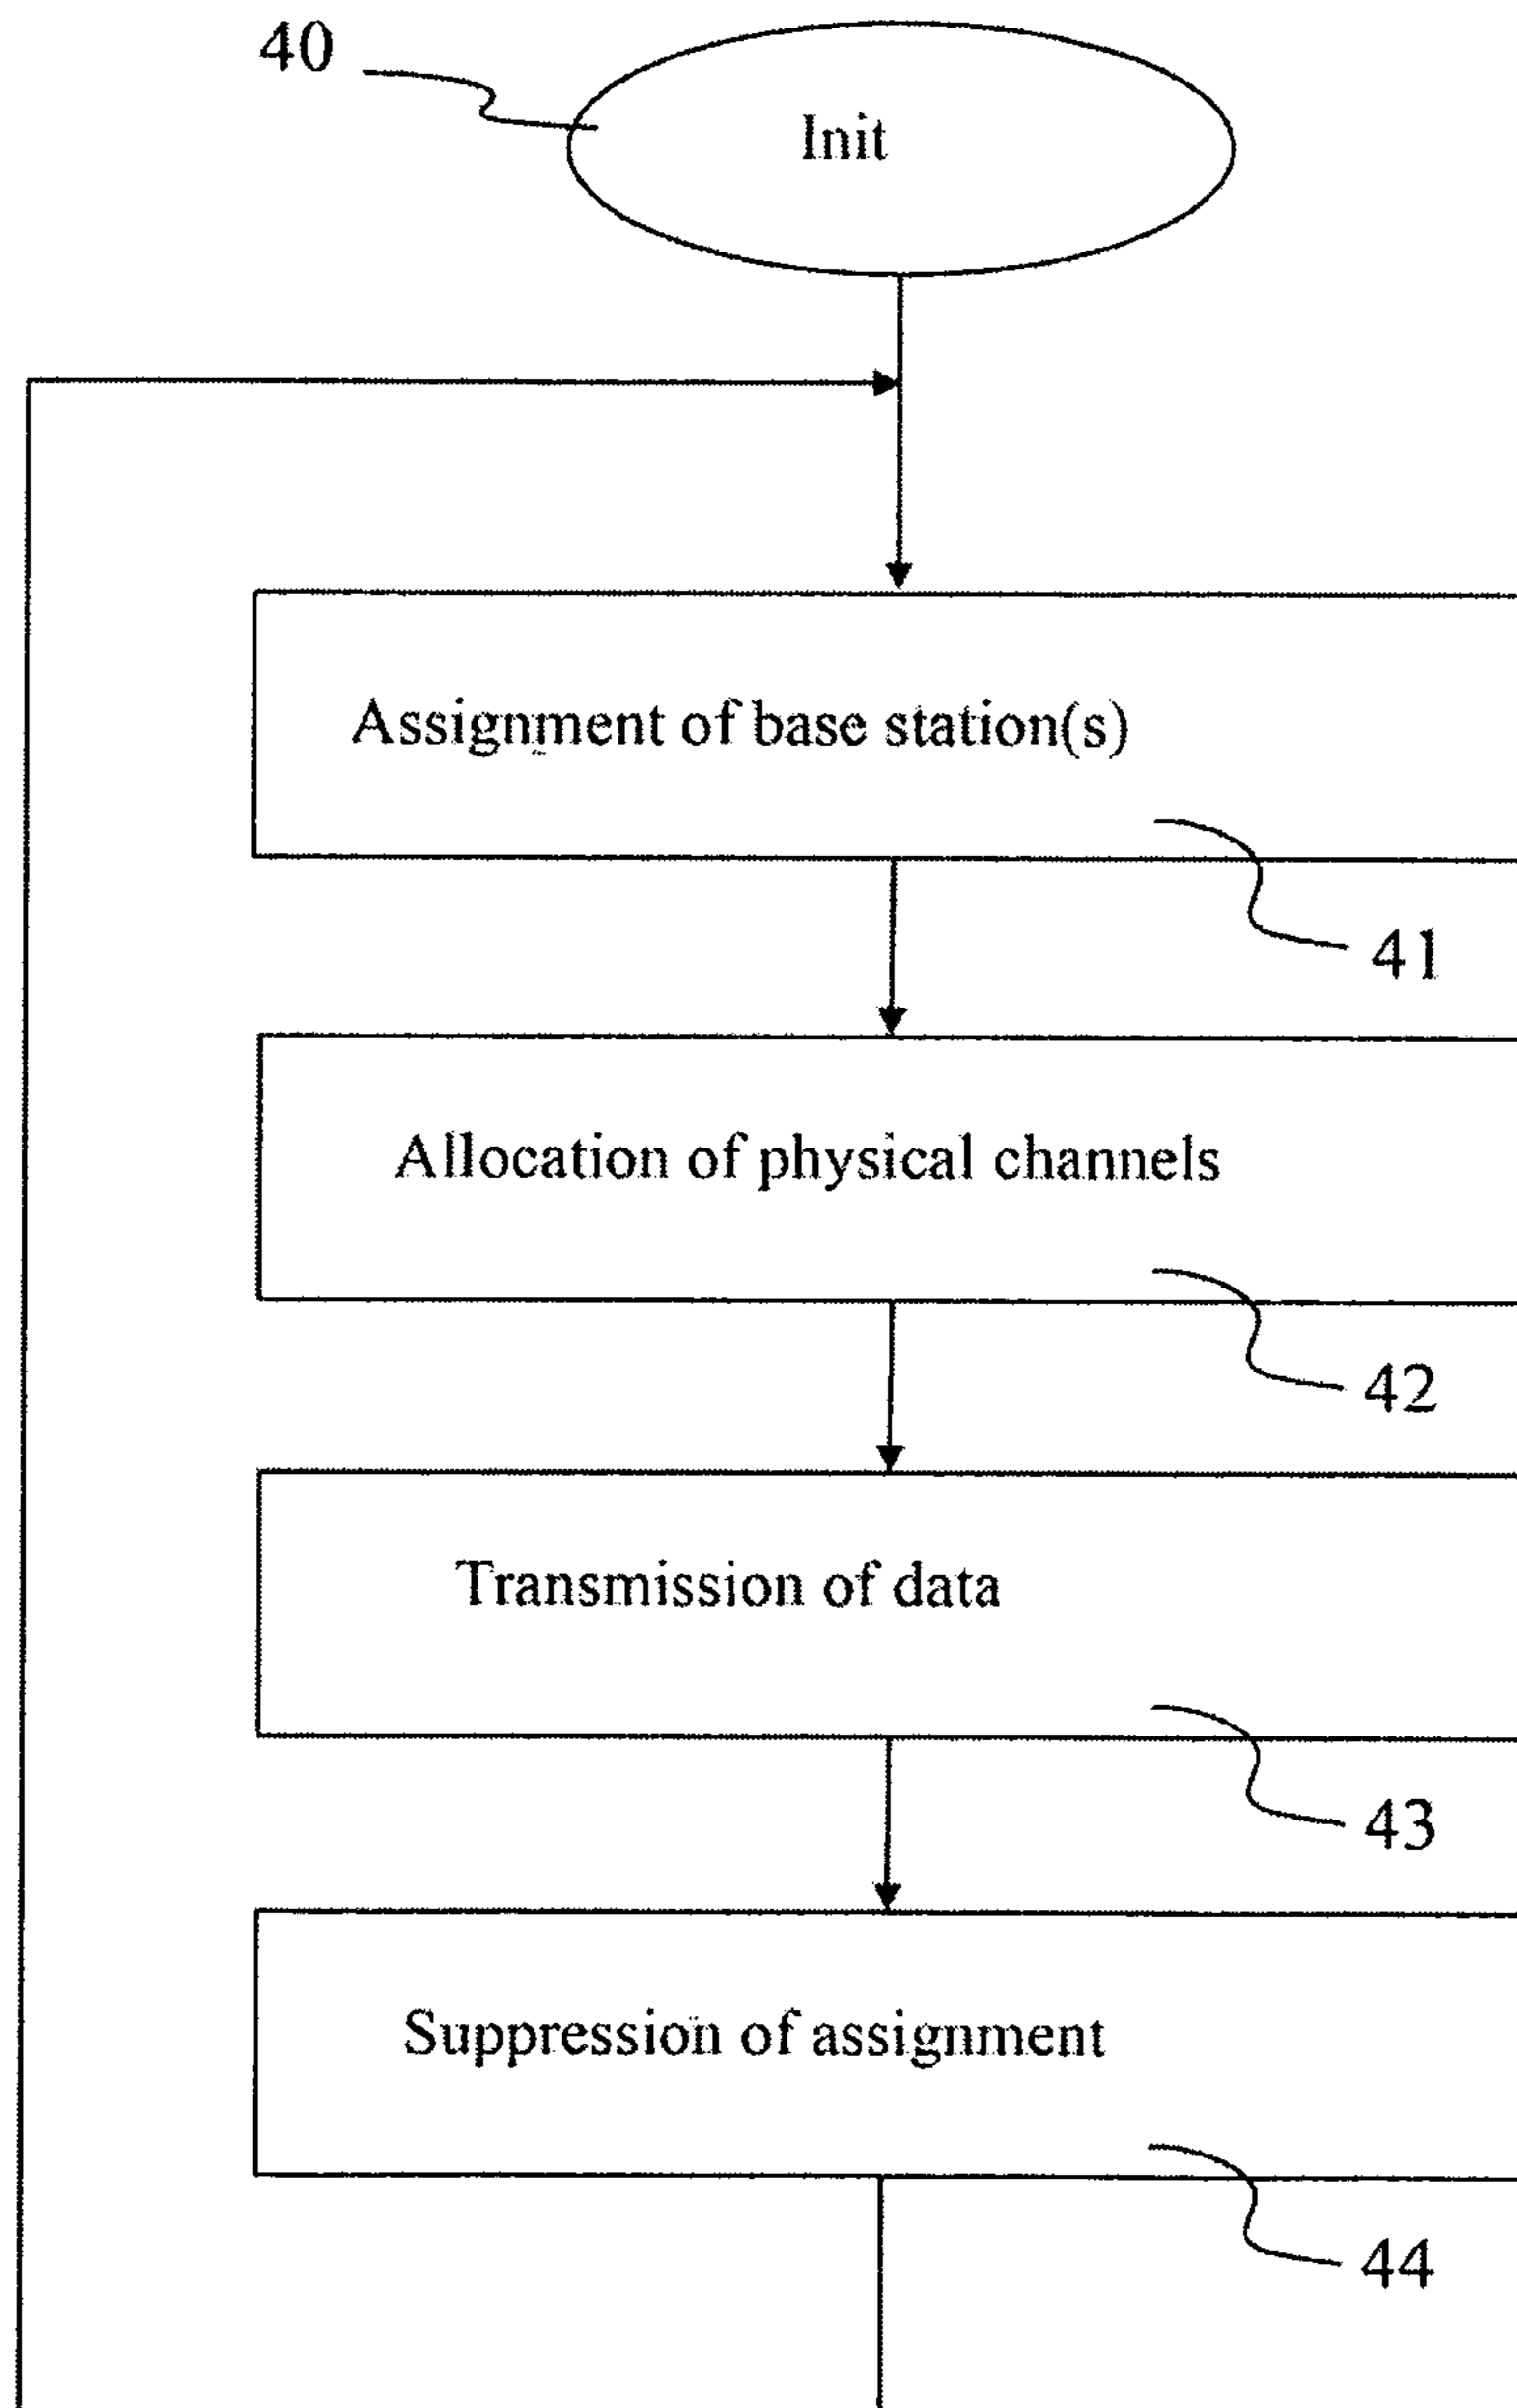 40
Init
Assignment of base station(s)
41
Allocation of physical channels
42
Transmission of data
43
Suppression of assignment
44